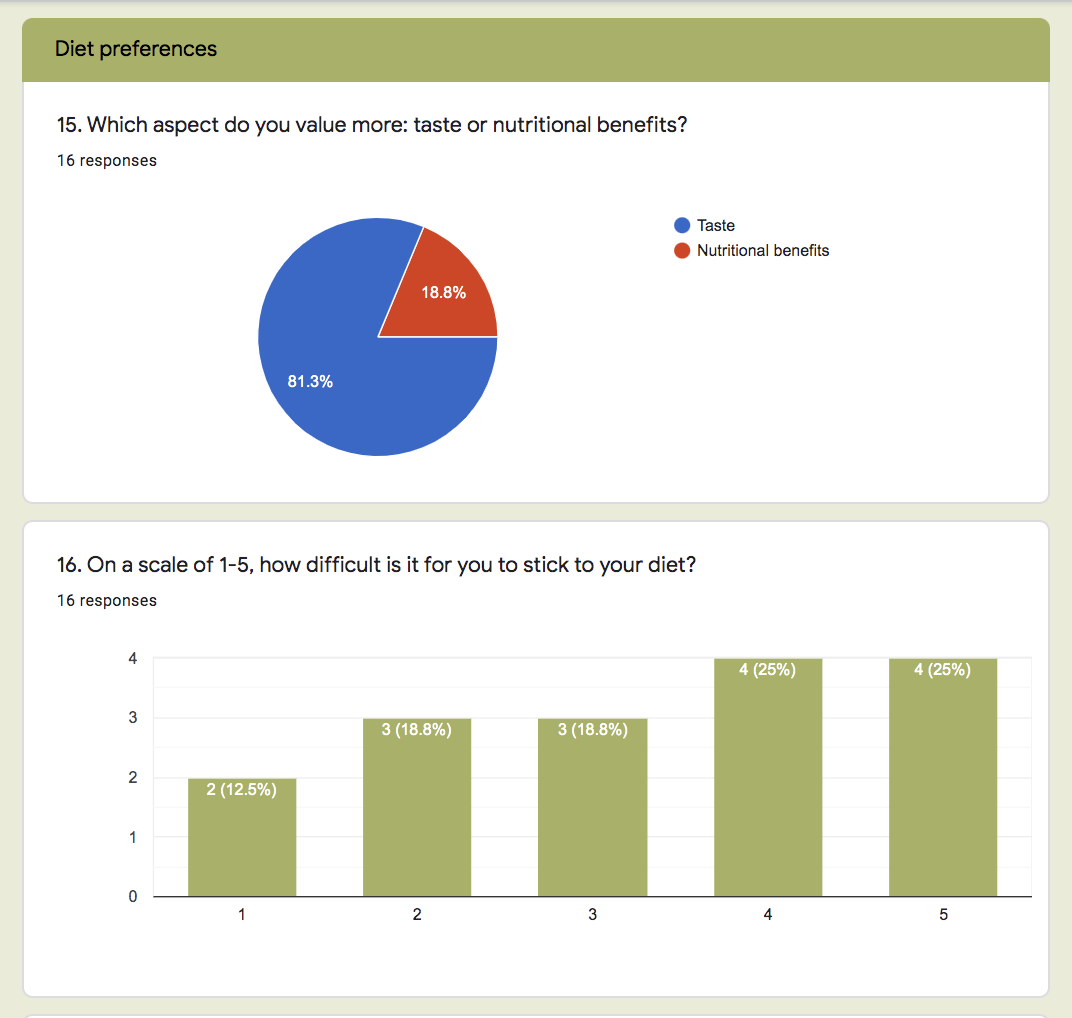 Diet preferences
15. Which aspect do you value more: taste or nutritional benefits?
16 responses
Taste
Nutritional benefits
18.8%
81.3%
16. On a scale of 1-5, how difficult is it for you to stick to your diet?
16 responses
4
3
2
1
0
2 (12.5%)
3 (18.8%)
3 (18.8%)
4 (25%)
4 (25%)
1 2 3 4 5